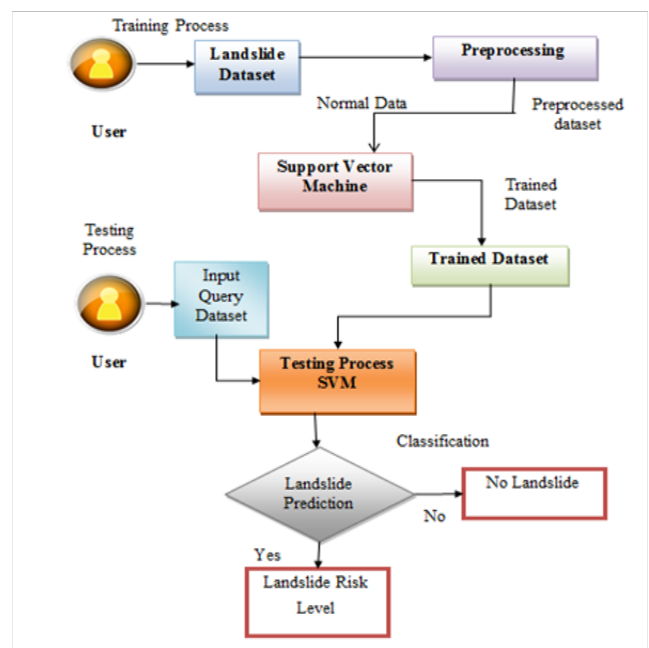 Training Process
Landslide
Dataset
Preprocessing
User
Normal Data
Preprocessed
dataset
Support Vector
Machine
Trained
Dataset
Testing
Process
Input
Query
Dataset
Trained Dataset
User
Testing Process
SVM
Classification
Landslide
Prediction
No Landslide
No
Yes
Landslide Risk
Level